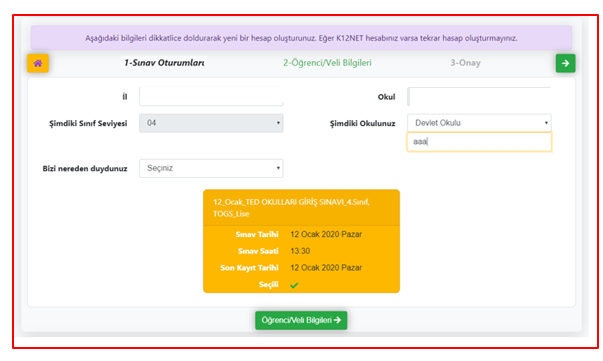 Aşağıdaki bilgileri dikkatlice doldurarak yeni bir hesap oluşturunuz. Eğer K12NET hesabınız varsa tekrar hasap oluşturmayınız.
1-Sınav Oturumları 2-Öğrenci/Veli Bilgileri 3-Onay
İl Okul
Şimdiki Sınıf Seviyesi 04 Şimdiki Okulunuz Devlet Okulu
aaa
Bizi nereden duydunuz Seçiniz
12_Ocak_TED OKULLARI GİRİŞ SINAVI_4.Sınıf,
TOGS_Lise
Sınav Tarihi 12 Ocak 2020 Pazar
Sınav Saati 13:30
Son Kayıt Tarihi 12 Ocak 2020 Pazar
Seçili
Öğrenci/Veli Bilgileri